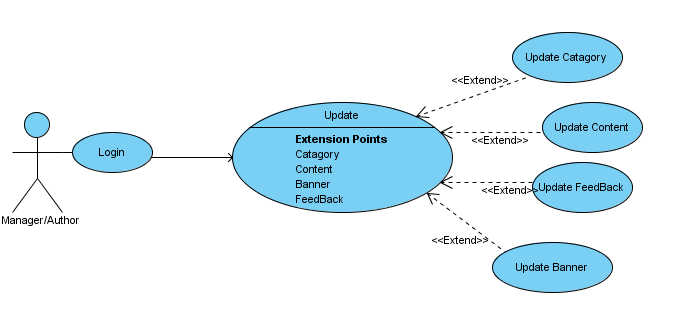 Update Catagory
<<Extend>>
Update
Extension Points
Catagory
Content
Banner
FeedBack
Update Content
<<Extend>>
Login
Update FeedBack
<<Extend>>
Manager/Author
<<Extend>>
Update Banner